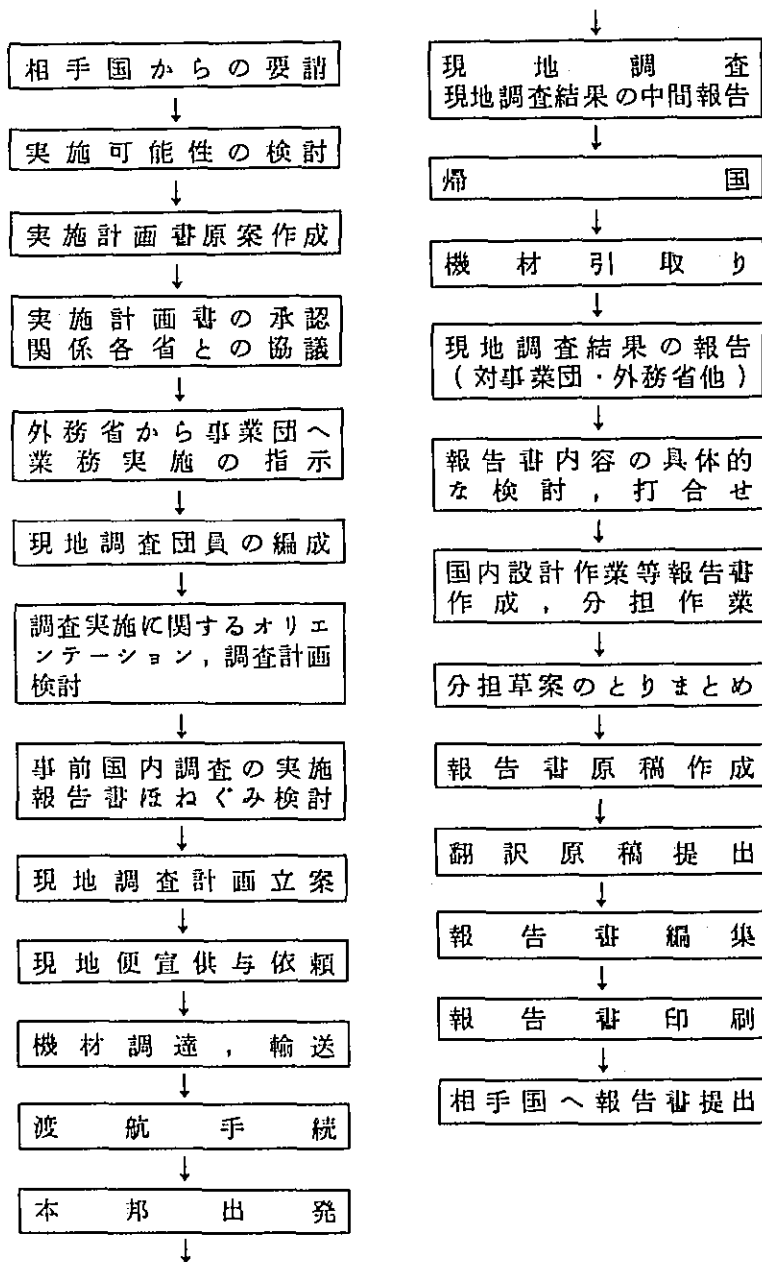 相手国からの要請
↓
実施可能性の検討
↓
実施計画書原案作成
↓
実施計画書の承認
関係各省との協議
↓
外務省から事業団へ
業務実施の指示
↓
現地調査団員の編成
↓
調査実施に関するオリエ
ンテーション,調査計画
検討
↓
事前国内調査の実施
報告書ほねぐみ検討
↓
現地調査計画立案
↓
現地便宜供与依頼
↓
機材調達,輸送
↓
渡航手続
↓
本邦出発
↓
↓
現地調査
現地調査結果の中間報告
↓
帰国
↓
機材引取り
↓
現地調査結果の報告
(対事業団・外務省他)
↓
報告書内容の具体的
な検討,打合せ
↓
国内設計作業等報告書
作成,分担作業
↓
分担草案のとりまとめ
↓
報告書原稿作成
↓
翻訳原稿提出
↓
報告書編集
↓
報告書印刷
↓
相手国へ報告書提出